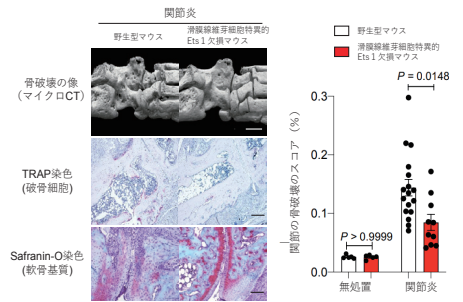 関節炎
野生型マウス
滑膜線維芽細胞特異的
Ets 1 欠損マウス
骨破壊の像
(マイクロCT)
TRAP染色
(破骨細胞)
Safranin-O染色
(軟骨基質)
野生型マウス
滑膜線維芽細胞特異的
Ets 1 欠損マウス
関節の骨破壊のスコア (%)
P = 0.0148
0.3
0.2
0.1
P > 0.9999
0.0
無処置
関節炎